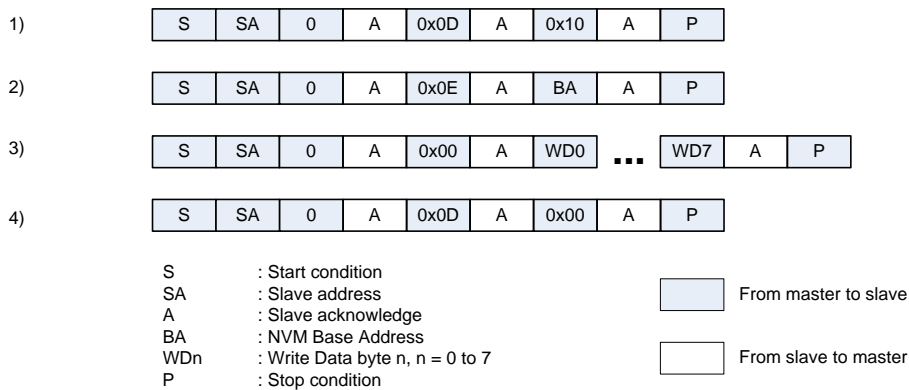 1) S SA 0 A 0x0D A 0x10 A P
2) S SA 0 A 0x0E A BA A P
3) S SA 0 A 0x00 A WD0 ... WD7 A P
4) S SA 0 A 0x0D A 0x00 A P
S : Start condition
SA : Slave address
A : Slave acknowledge
BA : NVM Base Address
WDn : Write Data byte n, n = 0 to 7
P : Stop condition
From master to slave
From slave to master